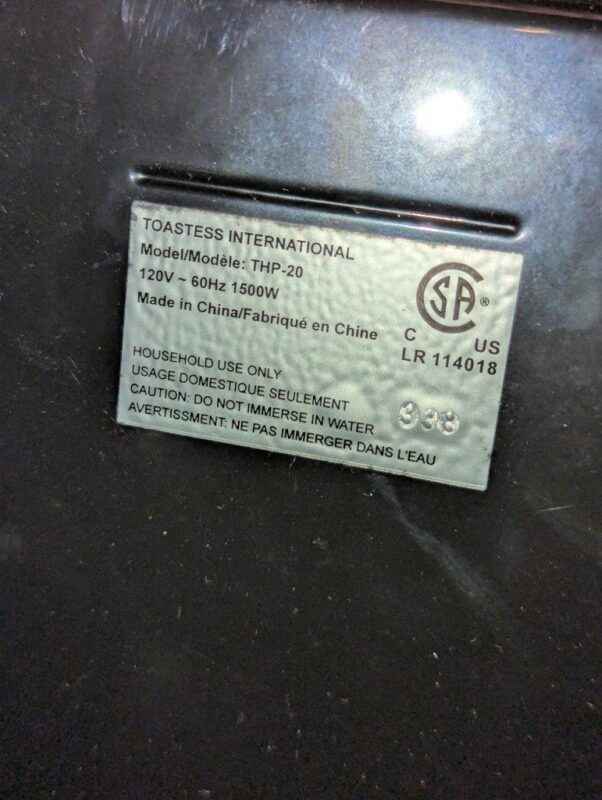 TOASTESS INTERNATIONAL
Model/Modèle: THP-20
120V ~ 60Hz 1500W
Made in China/Fabriqué en Chine
SA ®
C US
LR 114018
HOUSEHOLD USE ONLY
USAGE DOMESTIQUE SEULEMENT
CAUTION: DO NOT IMMERSE IN WATER
AVERTISSMENT: NE PAS IMMERGER DANS L'EAU
338